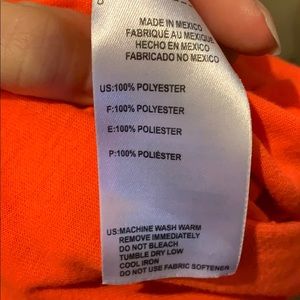 MADE IN MEXICO
FABRIQUÉ AU MEXIQUE
HECHO EN MEXICO
FABRICADO NO MEXICO
US:100% POLYESTER
F:100% POLYESTER
E:100% POLYESTER
P:100% POLIÉSTER
US:MACHINE WASH WARM
REMOVE IMMEDIATELY
DO NOT BLEACH
TUMBLE DRY LOW
COOL IRON
DO NOT USE FABRIC SOFTENER